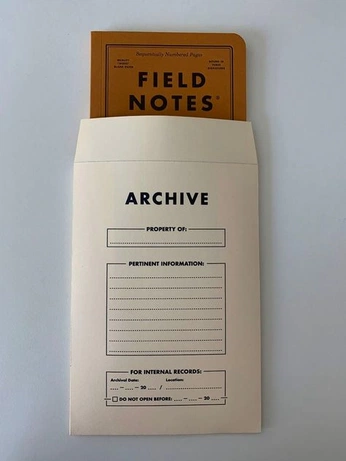 Sequentially Numbered Pages
FIELD
NOTES®
ARCHIVE
PROPERTY OF:
PERTINENT INFORMATION:
FOR INTERNAL RECORDS:
Archival Date: Location:
.... – .... – 20 .... /
DO NOT OPEN BEFORE: .... – .... – 20 ....